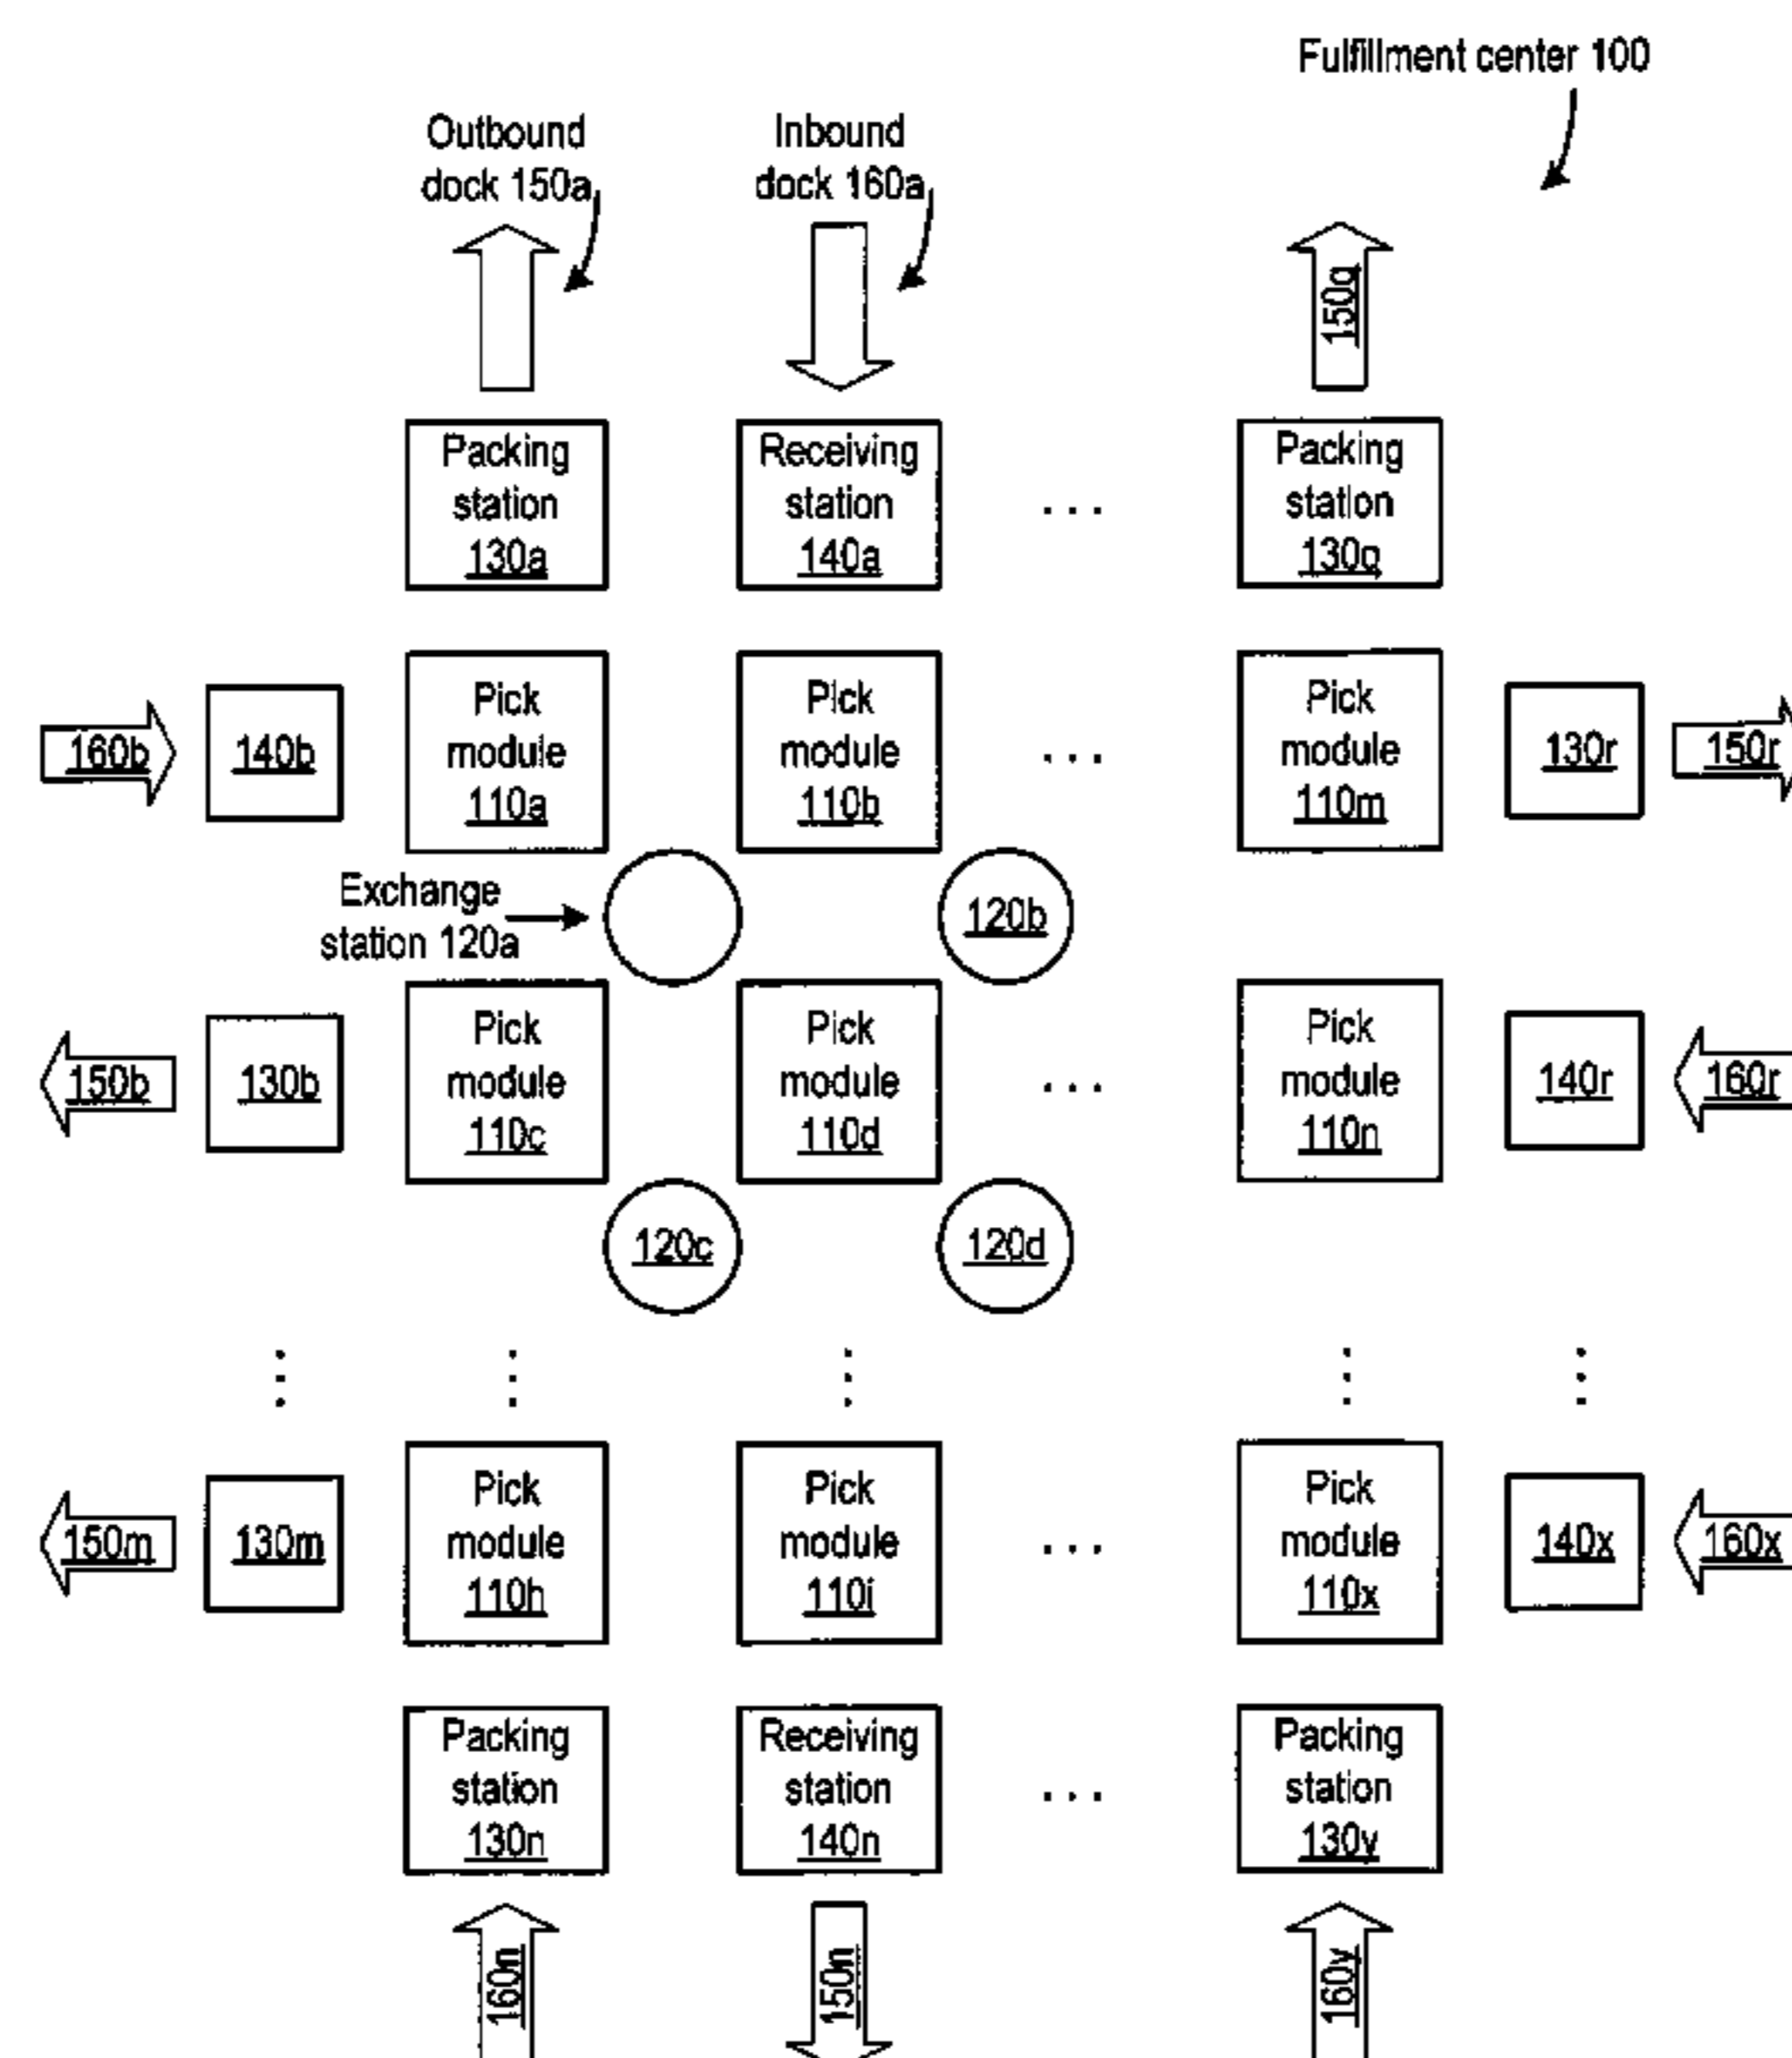 Fulfillment center 100
Outbound
dock 150a
Inbound
dock 160a
150q
Packing
station
130a
Receiving
station
140a
. . .
Packing
station
130q
160b
140b
Pick
module
110a
Pick
module
110b
. . .
Pick
module
110m
130r
150r
Exchange
station 120a
120b
150b
130b
Pick
module
110c
Pick
module
110d
. . .
Pick
module
110n
140r
160r
120c
120d
150m
130m
Pick
module
110h
Pick
module
110i
. . .
Pick
module
110x
140x
160x
Packing
station
130n
Receiving
station
140n
. . .
Packing
station
130y
160n
150n
160y